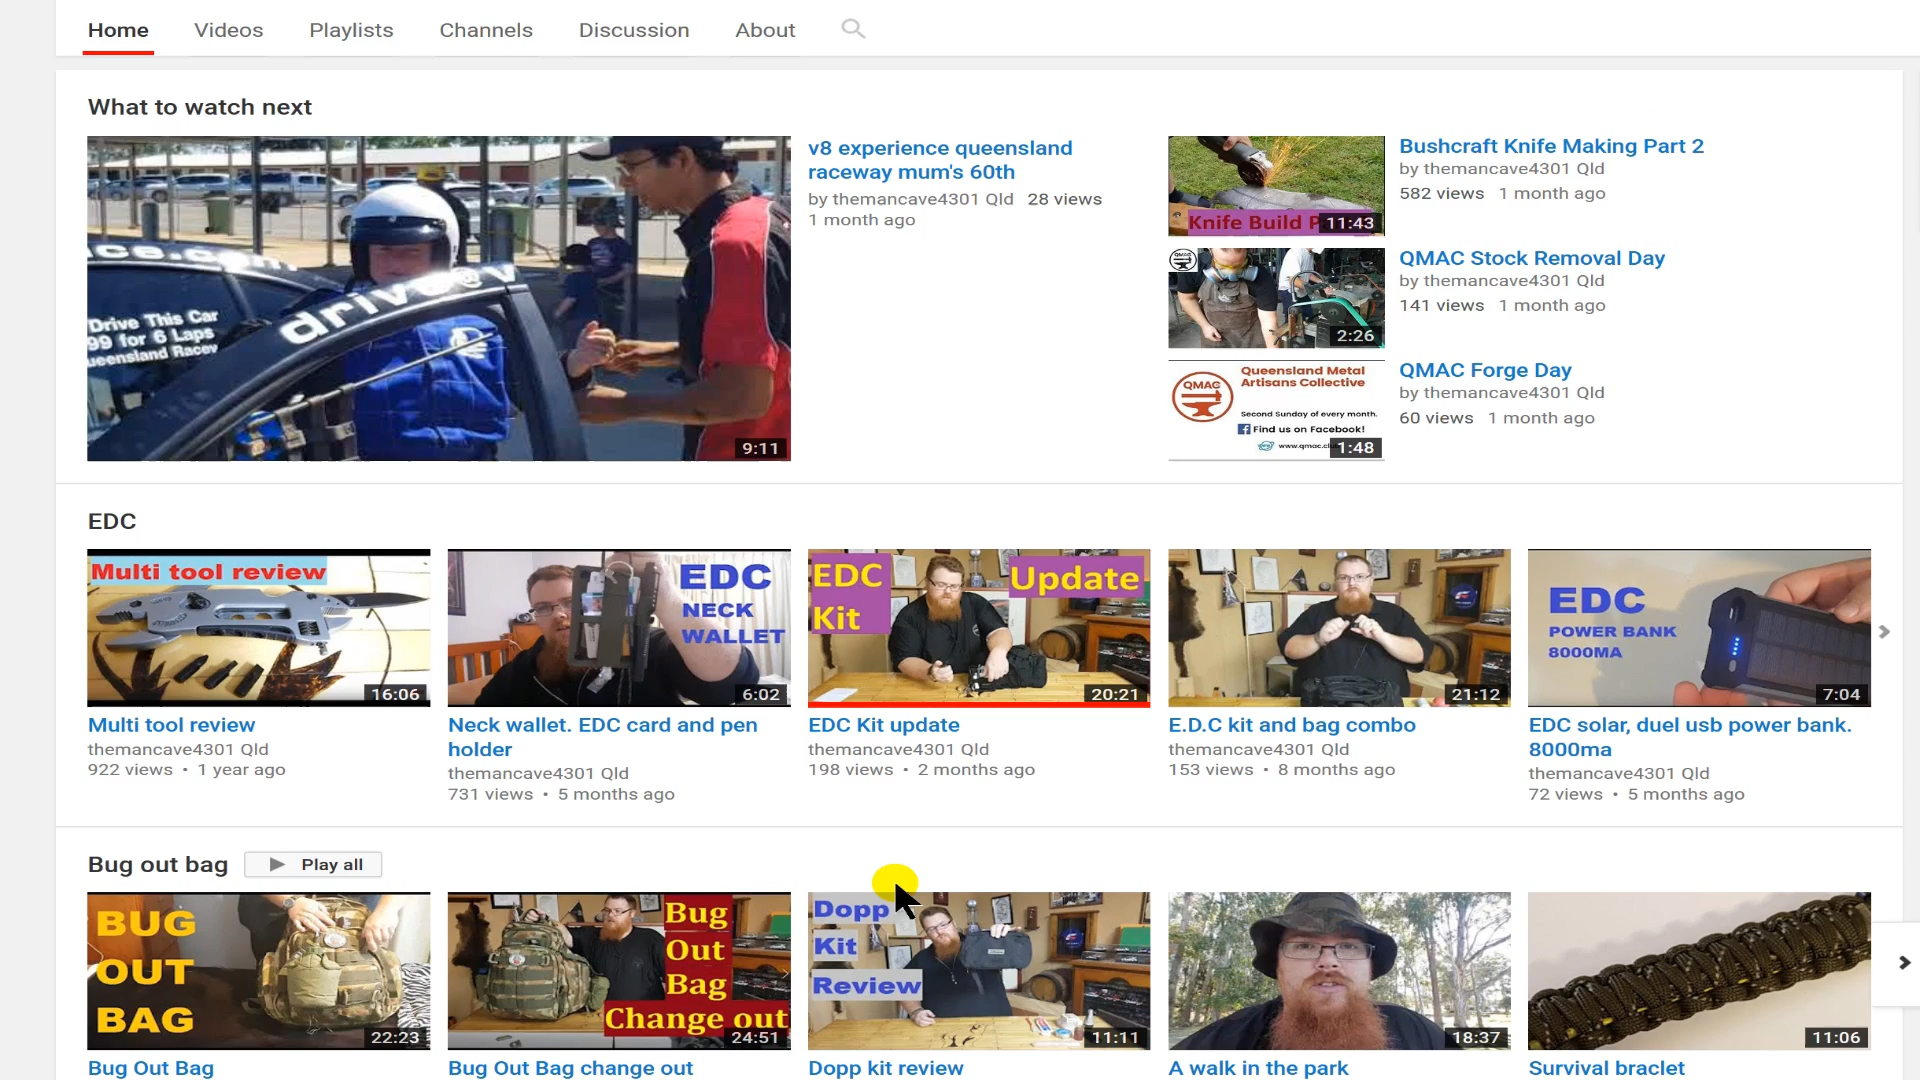 Home Videos Playlists Channels Discussion About
What to watch next
ce.com
drive@v
Drive This Car
99 for 6 Laps
ueensland Racew
9:11
v8 experience queensland
raceway mum's 60th
by themancave4301 Qld 28 views
1 month ago
Knife Build P
11:43
Bushcraft Knife Making Part 2
by themancave4301 Qld
582 views 1 month ago
QMAC
2:26
QMAC Stock Removal Day
by themancave4301 Qld
141 views 1 month ago
QMAC
Queensland Metal
Artisans Collective
Second Sunday of every month.
Find us on Facebook!
www.qmac.clu
1:48
QMAC Forge Day
by themancave4301 Qld
60 views 1 month ago
EDC
Multi tool review
16:06
Multi tool review
themancave4301 Qld
922 views • 1 year ago
EDC
NECK
WALLET
6:02
Neck wallet. EDC card and pen
holder
themancave4301 Qld
731 views • 5 months ago
EDC
Kit
Update
20:21
EDC Kit update
themancave4301 Qld
198 views • 2 months ago
21:12
E.D.C kit and bag combo
themancave4301 Qld
153 views • 8 months ago
EDC
POWER BANK
8000MA
7:04
EDC solar, duel usb power bank.
8000ma
themancave4301 Qld
72 views • 5 months ago
Bug out bag Play all
BUG
OUT
BAG
22:23
Bug Out Bag
Bug
Out
Bag
Change out
24:51
Bug Out Bag change out
Dopp
Kit
Review
11:11
Dopp kit review
18:37
A walk in the park
11:06
Survival braclet